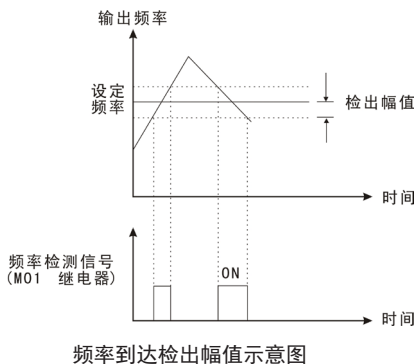 输出频率
设定
频率
检出幅值
时间
频率检测信号
(M01 继电器)
ON
时间
频率到达检出幅值示意图